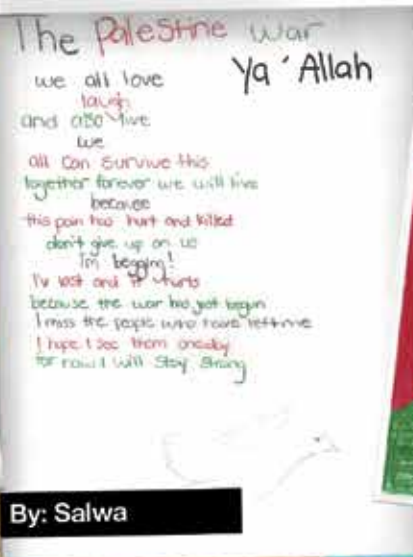 The Palestine War
Ya 'Allah
we all love
laugh
and also live
we
all can survive this
together forever we will live
because
this pain has hurt and killed
don't give up on us
I'm begging!
I've lost and it hurts
because the war has just begun
I miss the people who have left me
I hope I see them oneday
for now I will stay strong
By: Salwa